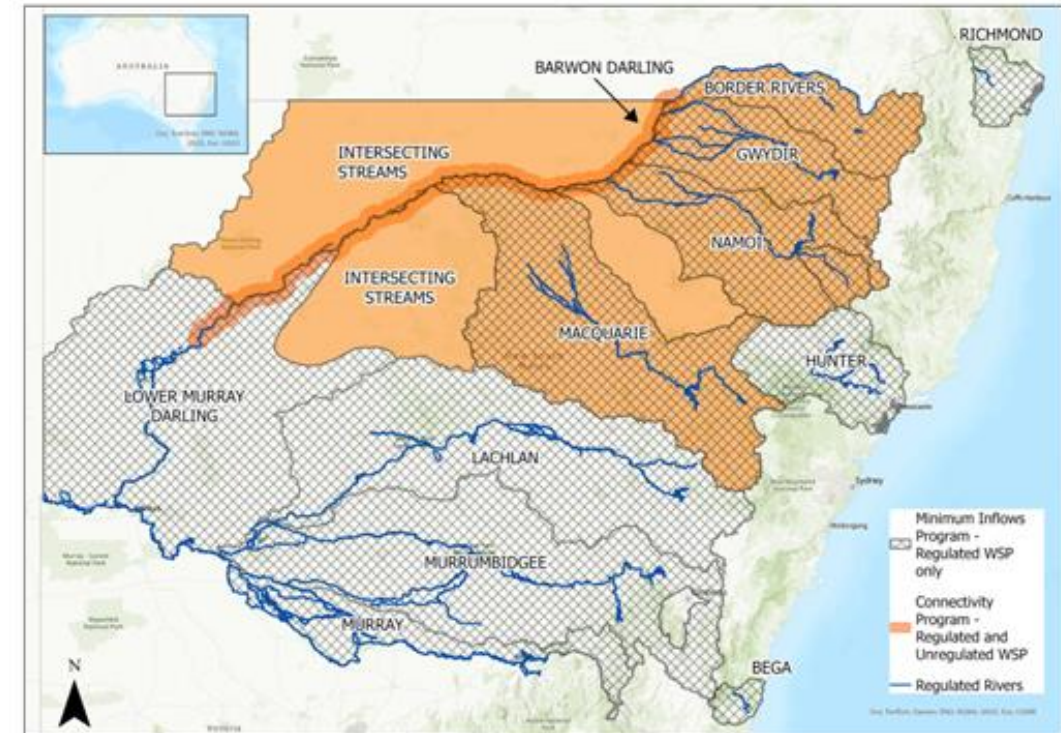 AUSTRALIA
RICHMOND
BARWON DARLING
BORDER RIVERS
INTERSECTING
STREAMS
GWYDIR
NAMOI
INTERSECTING
STREAMS
MACQUARIE
HUNTER
LOWER MURRAY
DARLING
LACHLAN
Sydney
Wollongong
MURRUMBIDGEE
MURRAY
BEGA
Minimum Inflows
Program -
Regulated WSP
only
Connectivity
Program -
Regulated and
Unregulated WSP
Regulated Rivers
N